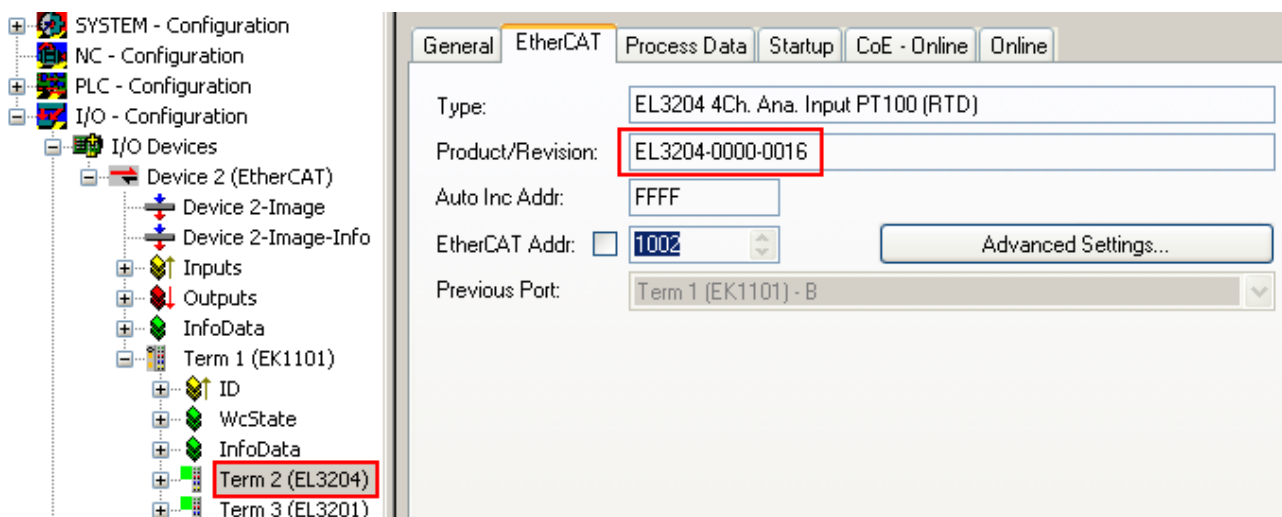 SYSTEM - Configuration
NC - Configuration
PLC - Configuration
I/O - Configuration
I/O Devices
Device 2 (EtherCAT)
Device 2-Image
Device 2-Image-Info
Inputs
Outputs
InfoData
Term 1 (EK1101)
ID
WcState
InfoData
Term 2 (EL3204)
Term 3 (EL3201)
General EtherCAT Process Data Startup CoE - Online Online
Type: EL3204 4Ch. Ana. Input PT100 (RTD)
Product/Revision: EL3204-0000-0016
Auto Inc Addr: FFFF
EtherCAT Addr: 1002 Advanced Settings...
Previous Port: Term 1 (EK1101) - B